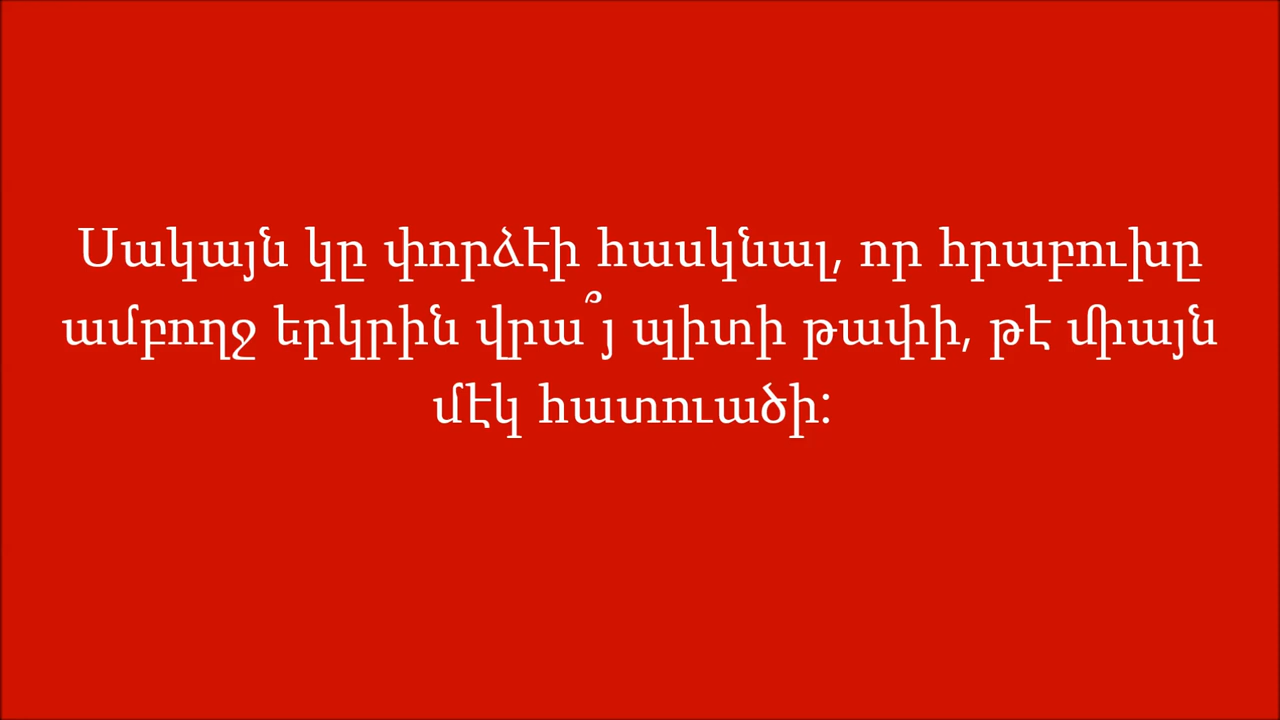 Սակայն կը փորձէի հասկնալ, որ հրաբուխը
ամբողջ երկրին վրա՞յ պիտի թափի, թէ միայն
մէկ հատուածի: